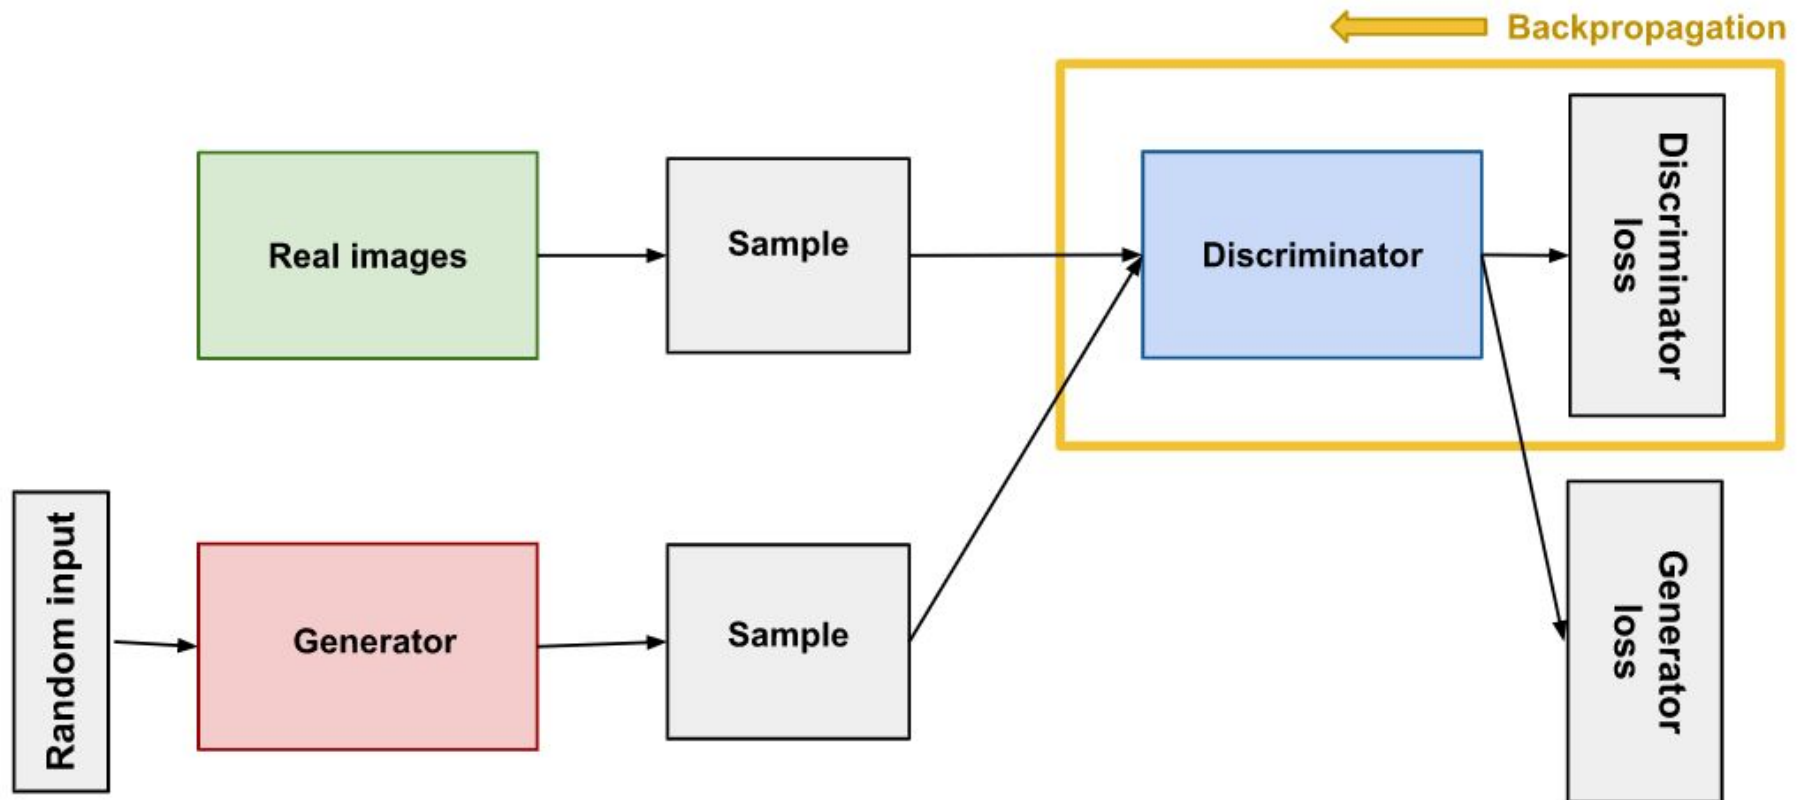 Backpropagation
Real images
Sample
Discriminator
Discriminator
loss
Random input
Generator
Sample
Generator
loss